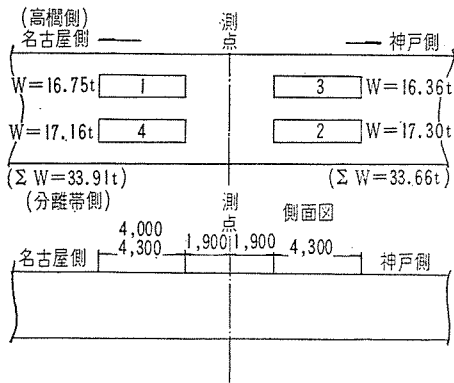 (高欄側)
名古屋側
測点
神戸側
W=16.75t
1
3
W=16.36t
W=17.16t
4
2
W=17.30t
(Σ W=33.91t)
(Σ W=33.66t)
(分離帯側)
測点
側面図
4,000
名古屋側
4,300
1,900
1,900
4,300
神戸側